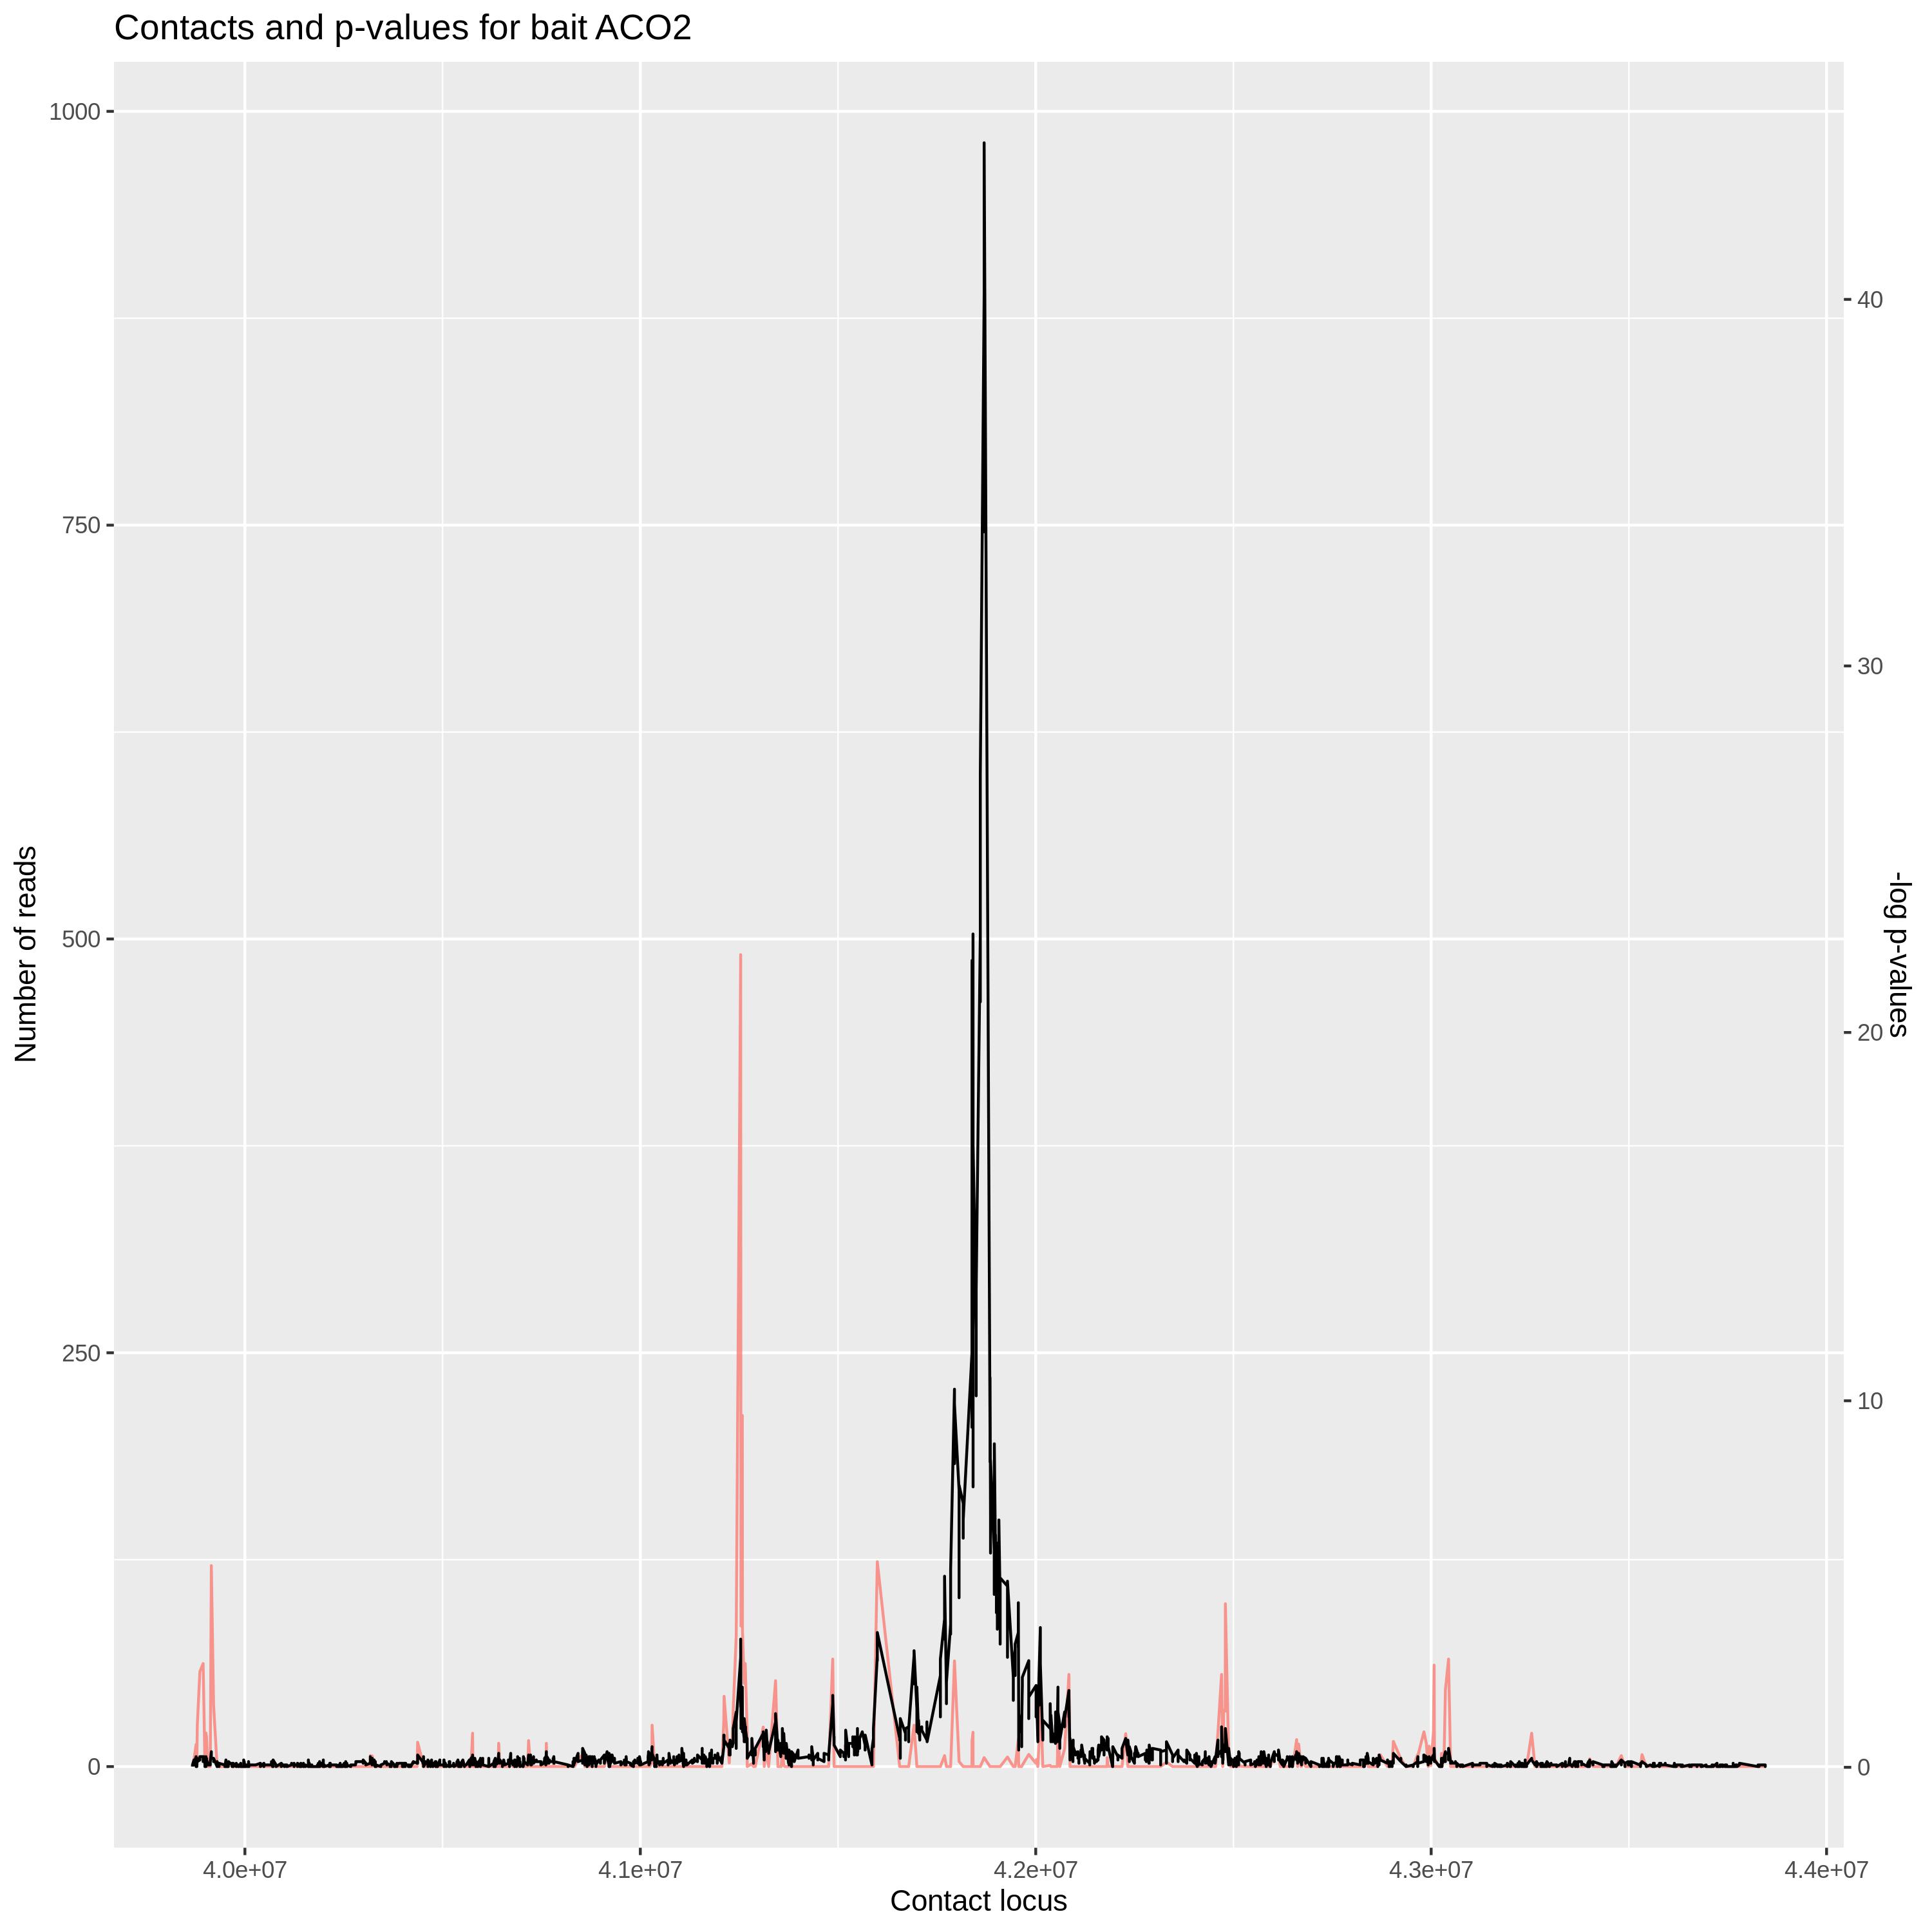 Contacts and p-values for bait ACO2
1000
750
500
250
0
Number of reads
40
30
20
10
0
-log p-values
4.0e+07
4.1e+07
4.2e+07
4.3e+07
4.4e+07
Contact locus